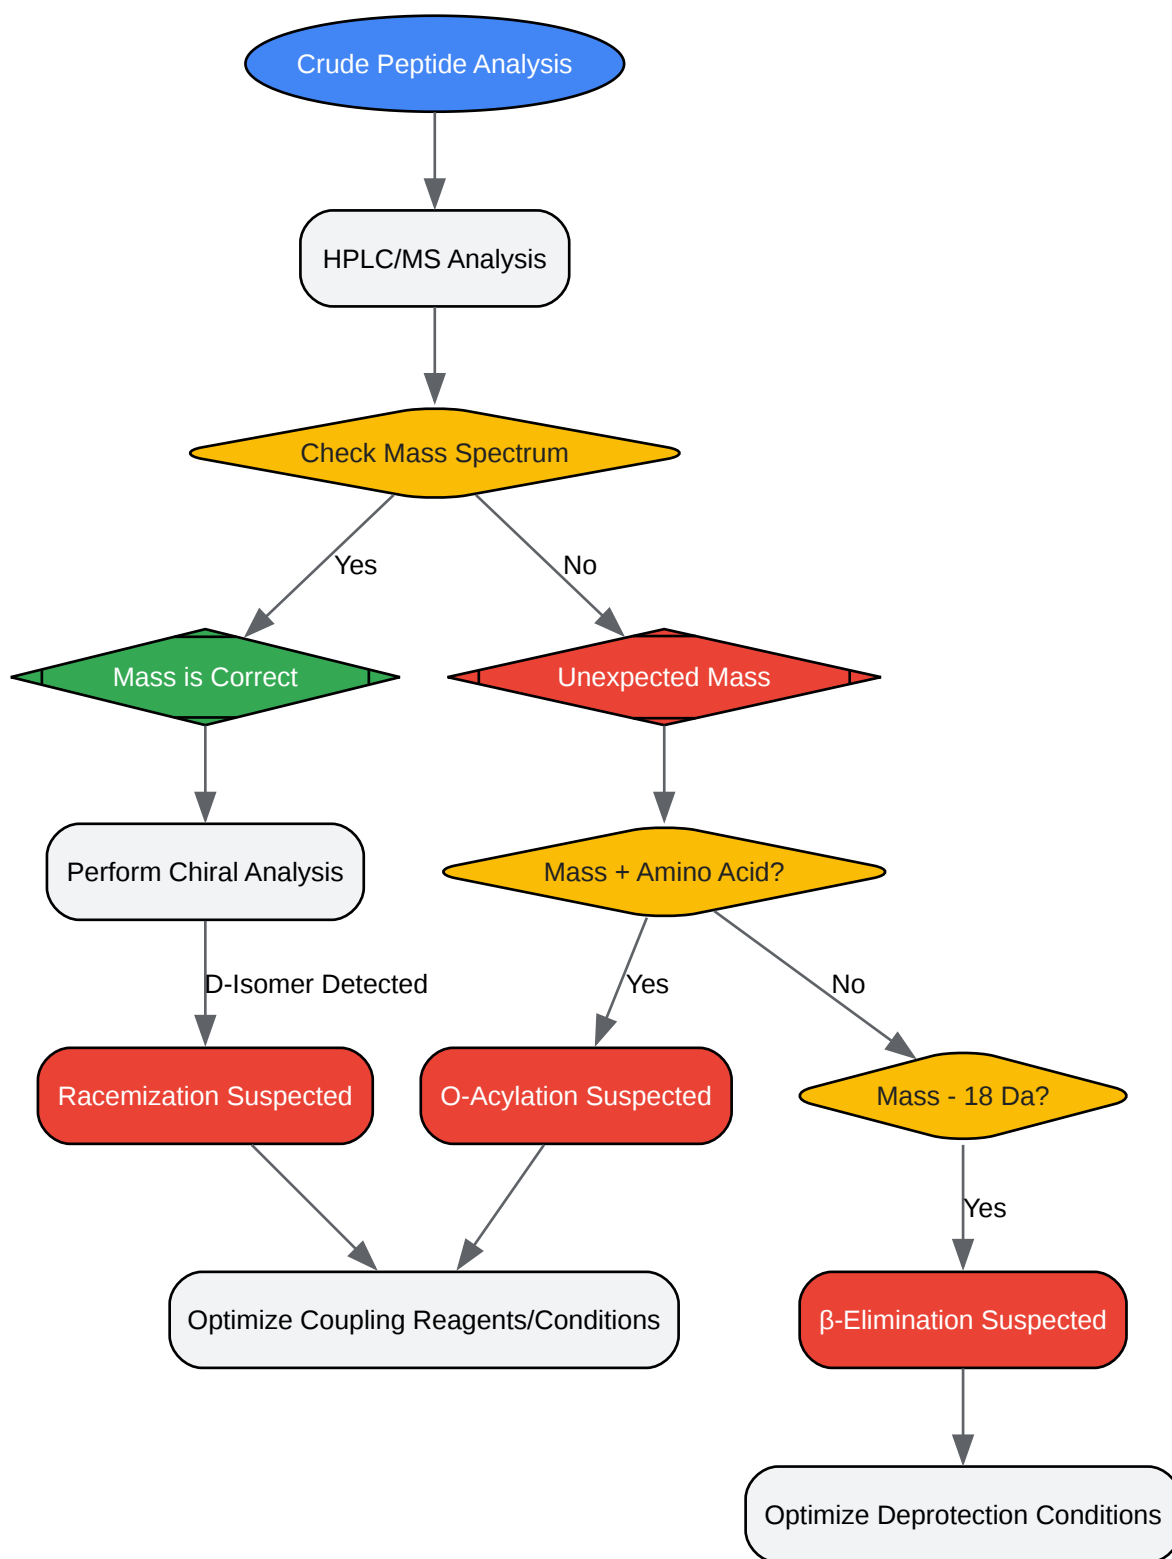 Crude Peptide Analysis
HPLC/MS Analysis
Check Mass Spectrum
Yes
No
Mass is Correct
Unexpected Mass
Perform Chiral Analysis
Mass + Amino Acid?
D-Isomer Detected
Yes
No
Racemization Suspected
O-Acylation Suspected
Mass - 18 Da?
Yes
Optimize Coupling Reagents/Conditions
β-Elimination Suspected
Optimize Deprotection Conditions